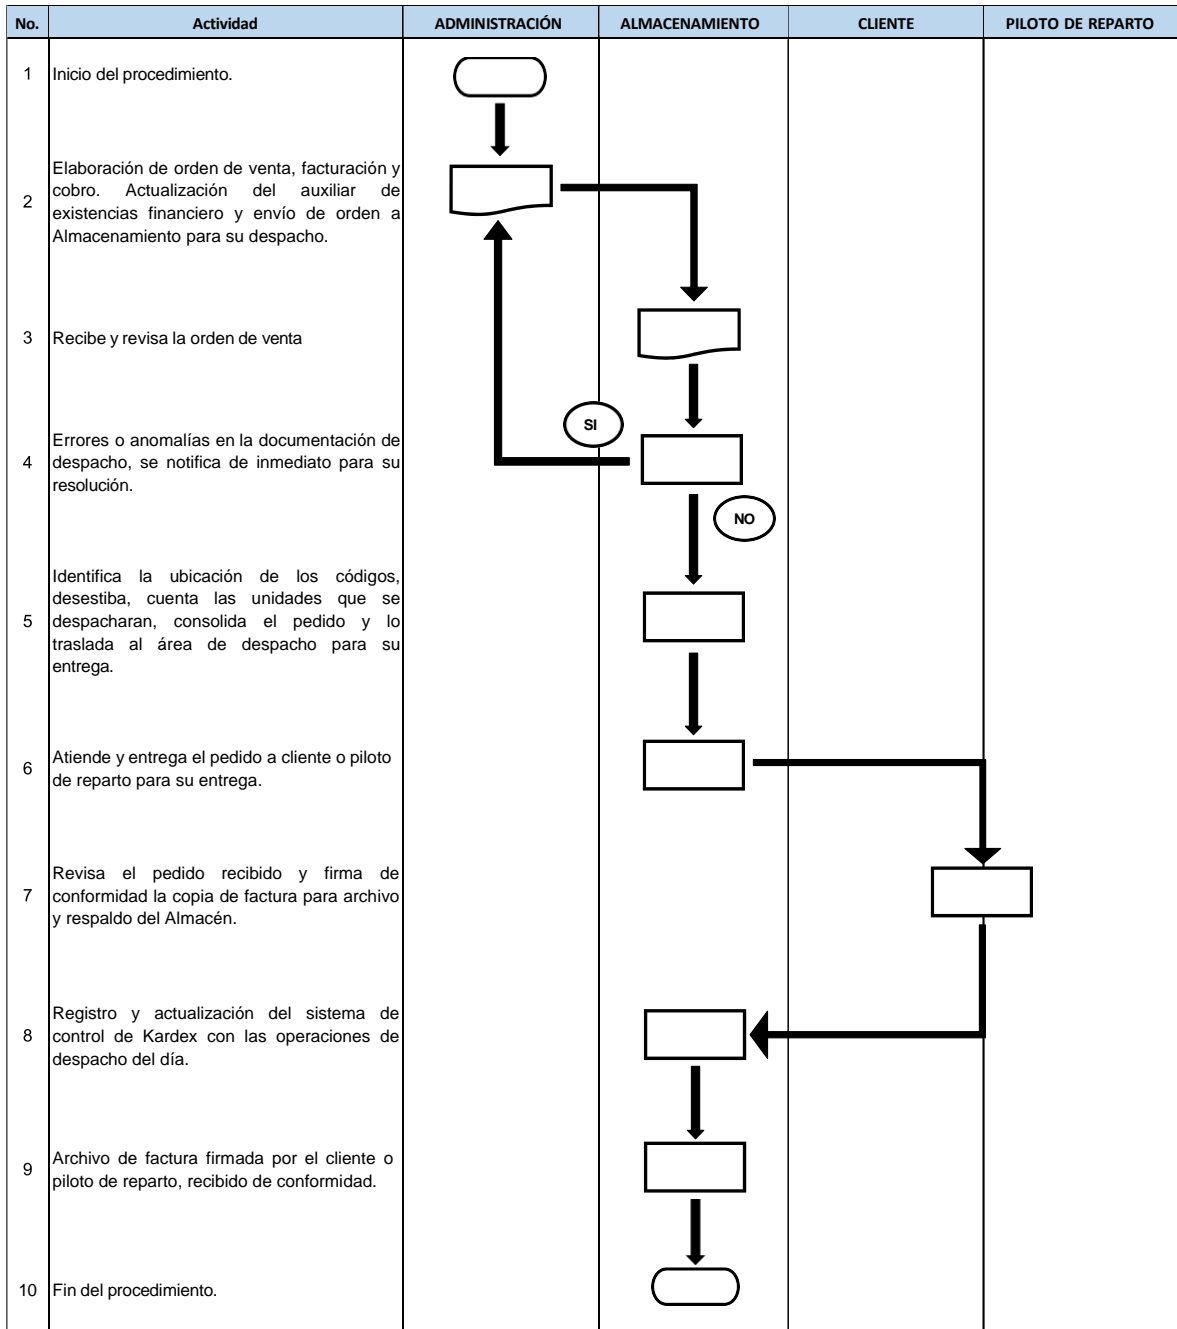 No. Actividad ADMINISTRACIÓN ALMACENAMIENTO CLIENTE PILOTO DE REPARTO
1 Inicio del procedimiento.
Elaboración de orden de venta, facturación y
2 cobro. Actualización del auxiliar de
existencias financiero y envío de orden a
Almacenamiento para su despacho.
3 Recibe y revisa la orden de venta
SI
Errores o anomalías en la documentación de
4 despacho, se notifica de inmediato para su
resolución.
NO
Identifica la ubicación de los códigos,
desestiba, cuenta las unidades que se
5 despacharan, consolida el pedido y lo
traslada al área de despacho para su
entrega.
Atiende y entrega el pedido a cliente o piloto
6 de reparto para su entrega.
Revisa el pedido recibido y firma de
7 conformidad la copia de factura para archivo
y respaldo del Almacén.
Registro y actualización del sistema de
8 control de Kardex con las operaciones de
despacho del día.
Archivo de factura firmada por el cliente o
9 piloto de reparto, recibido de conformidad.
10 Fin del procedimiento.